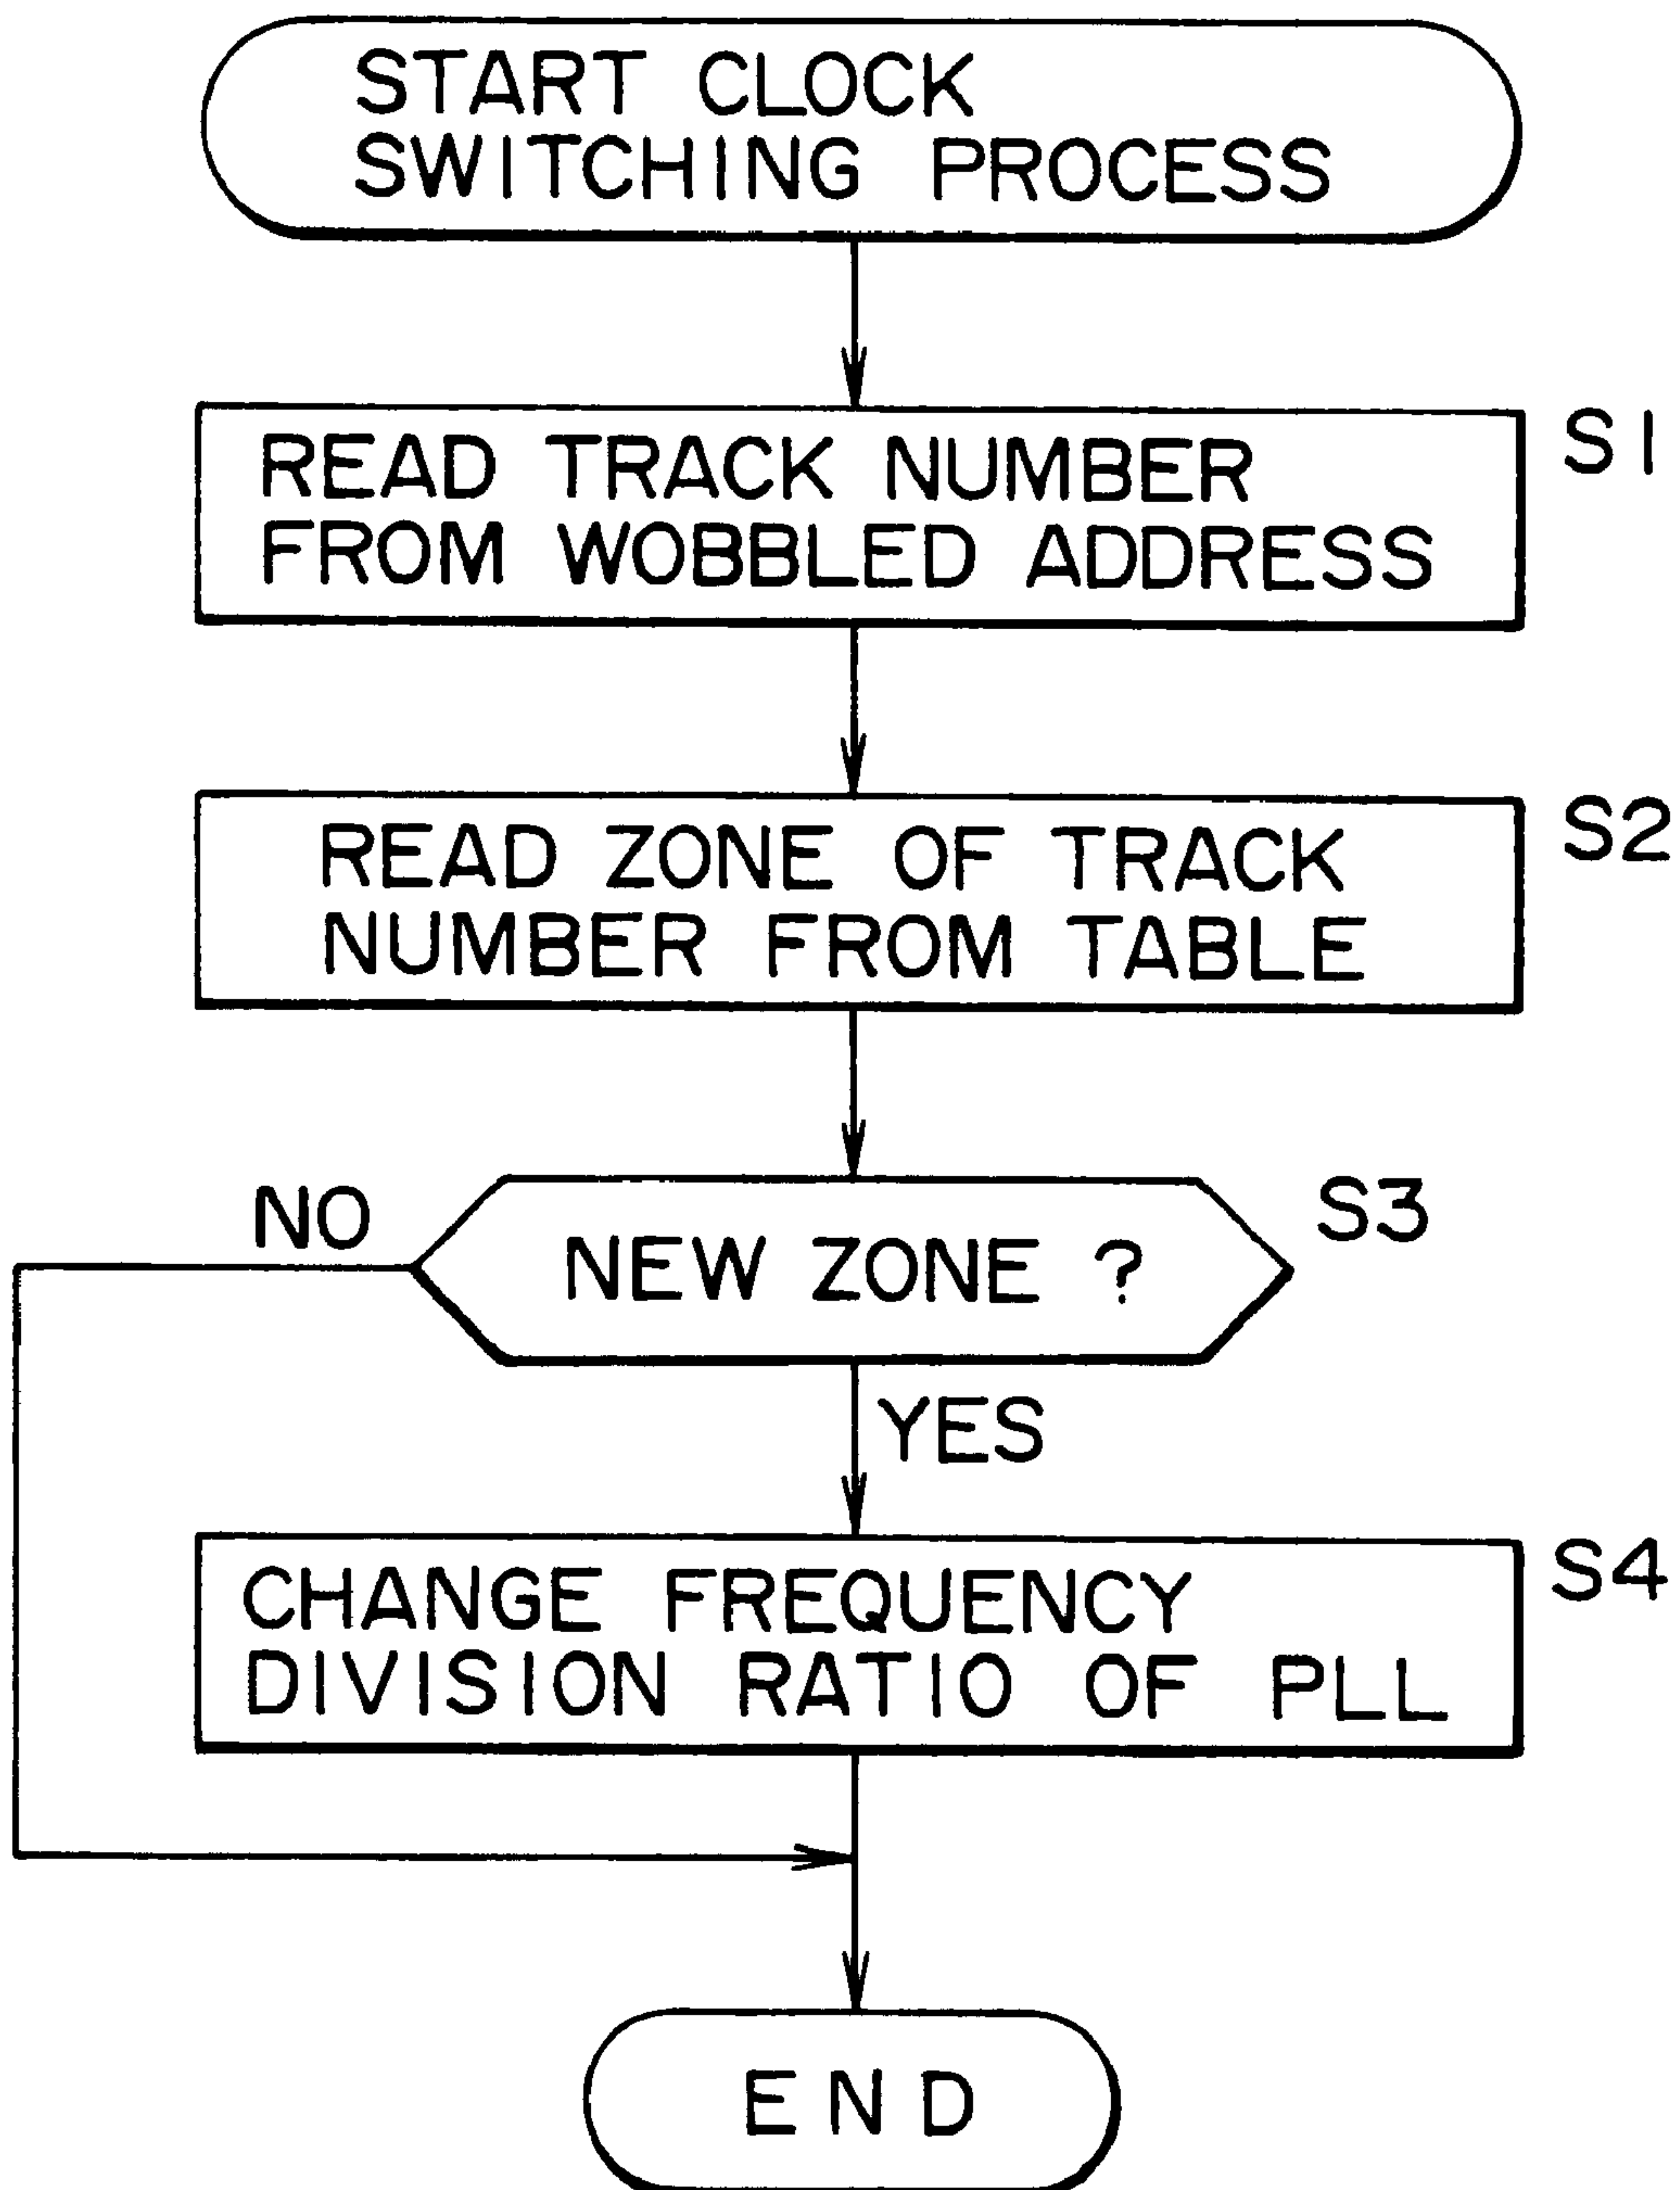 START CLOCK
SWITCHING PROCESS
READ TRACK NUMBER
FROM WOBBLED ADDRESS
S1
READ ZONE OF TRACK
NUMBER FROM TABLE
S2
NO
NEW ZONE ?
S3
YES
CHANGE FREQUENCY
DIVISION RATIO OF PLL
S4
END